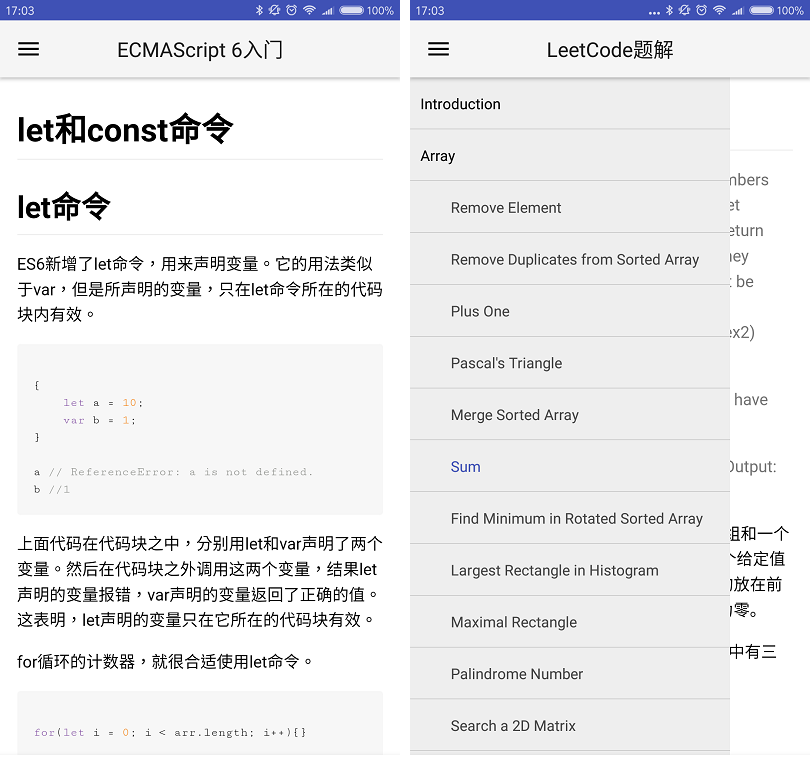 17:03
100%
ECMAScript 6入门
let和const命令
let命令
ES6新增了let命令，用来声明变量。它的用法类似
于var，但是所声明的变量，只在let命令所在的代码
块内有效。
{
let a = 10;
var b = 1;
}
a // ReferenceError: a is not defined.
b //1
上面代码在代码块之中，分别用let和var声明了两个
变量。然后在代码块之外调用这两个变量，结果let
声明的变量报错，var声明的变量返回了正确的值。
这表明，let声明的变量只在它所在的代码块有效。
for循环的计数器，就很合适使用let命令。
for(let i = 0; i < arr.length; i++){}
17:03
100%
LeetCode题解
Introduction
Array
Remove Element
Remove Duplicates from Sorted Array
Plus One
Pascal's Triangle
Merge Sorted Array
Sum
Find Minimum in Rotated Sorted Array
Largest Rectangle in Histogram
Maximal Rectangle
Palindrome Number
Search a 2D Matrix
be
have
Output:
和一个
给定值
放在前
零。
中有三